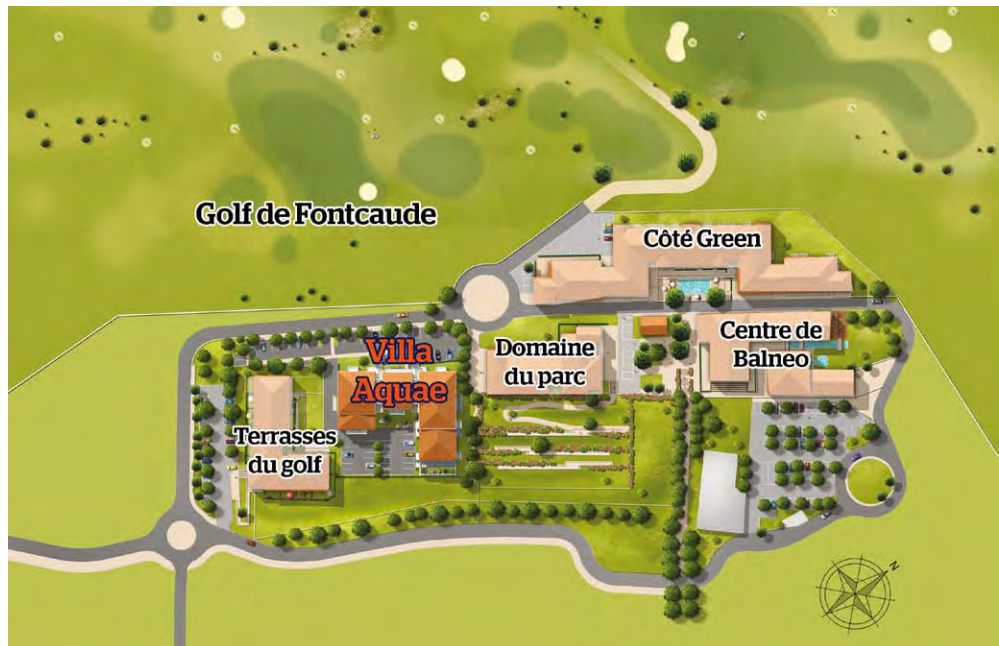 Golf de Fontcaude
Côté Green
Centre de
Balneo
Villa
Aquae
Domaine
du parc
Terrasses
du golf
N